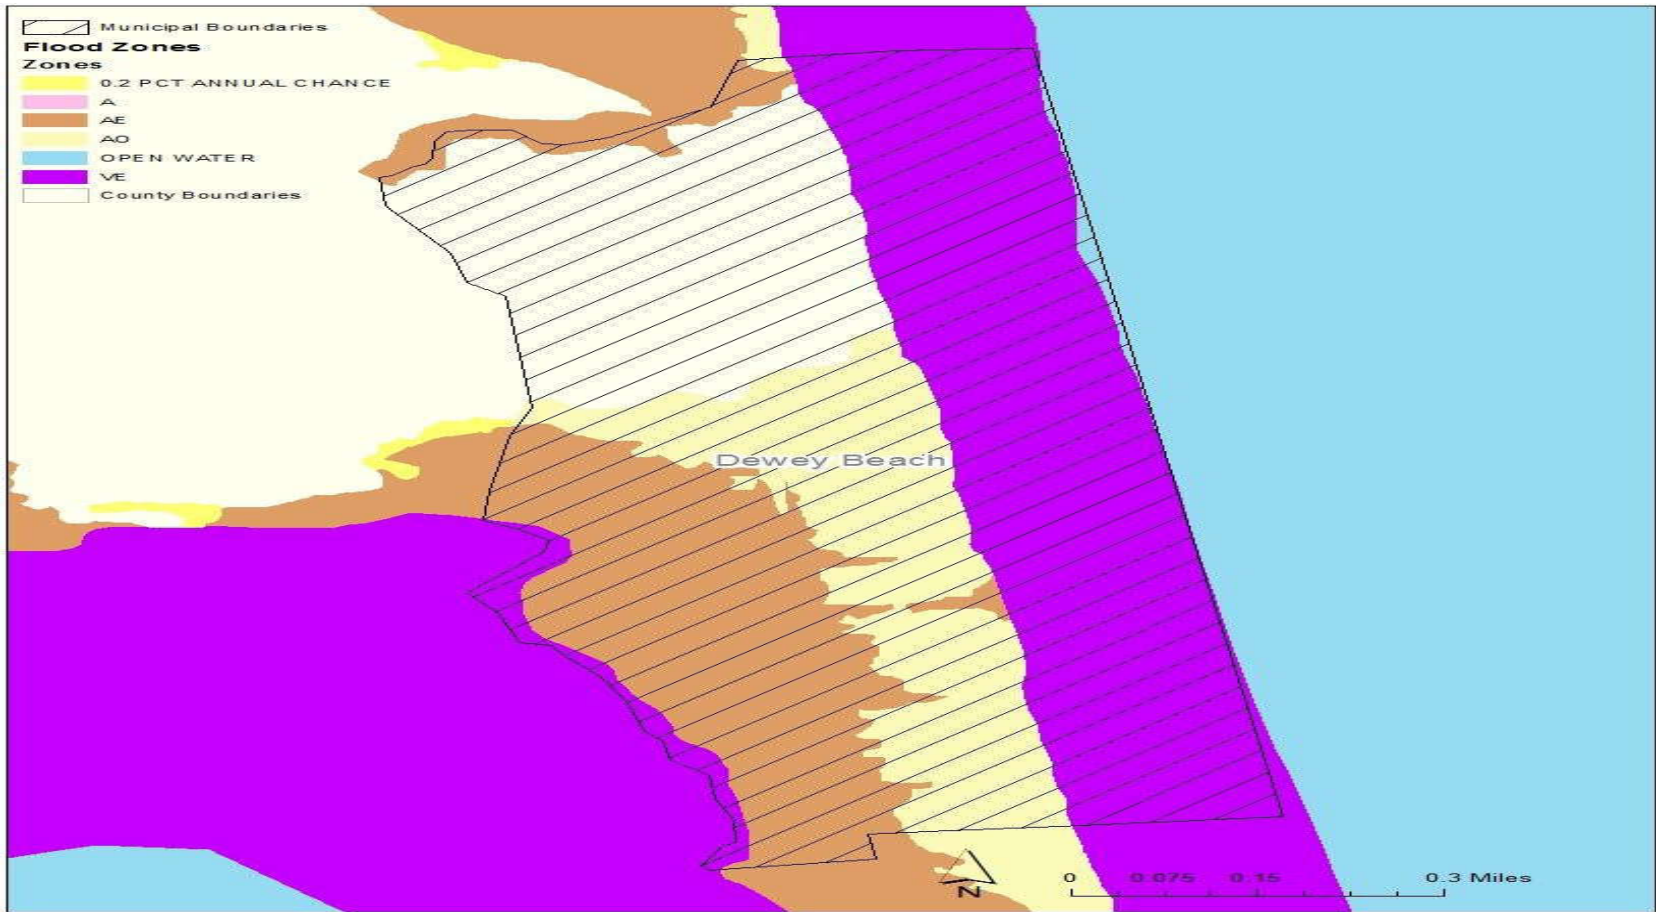 Municipal Boundaries
Flood Zones
Zones
0.2 PCT ANNUAL CHANCE
A
AE
AO
OPEN WATER
VE
County Boundaries
Dewey Beach
N
0 0.075 0.15 0.3 Miles